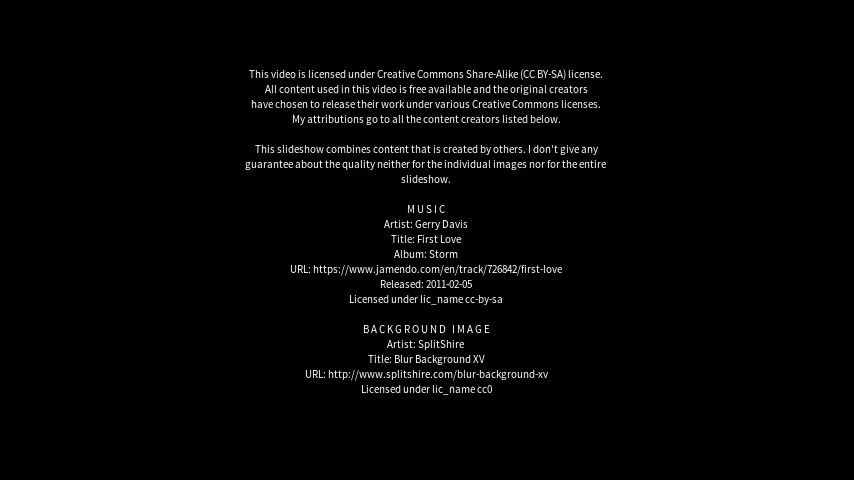 This video is licensed under Creative Commons Share-Alike (CC BY-SA) license.
All content used in this video is free available and the original creators
have chosen to release their work under various Creative Commons licenses.
My attributions go to all the content creators listed below.
This slideshow combines content that is created by others. I don't give any
guarantee about the quality neither for the individual images nor for the entire
slideshow.
MUSIC
Artist: Gerry Davis
Title: First Love
Album: Storm
URL: https://www.jamendo.com/en/track/726842/first-love
Released: 2011-02-05
Licensed under lic_name cc-by-sa
BACKGROUND IMAGE
Artist: SplitShire
Title: Blur Background XV
URL: http://www.splitshire.com/blur-background-xv
Licensed under lic_name cc0